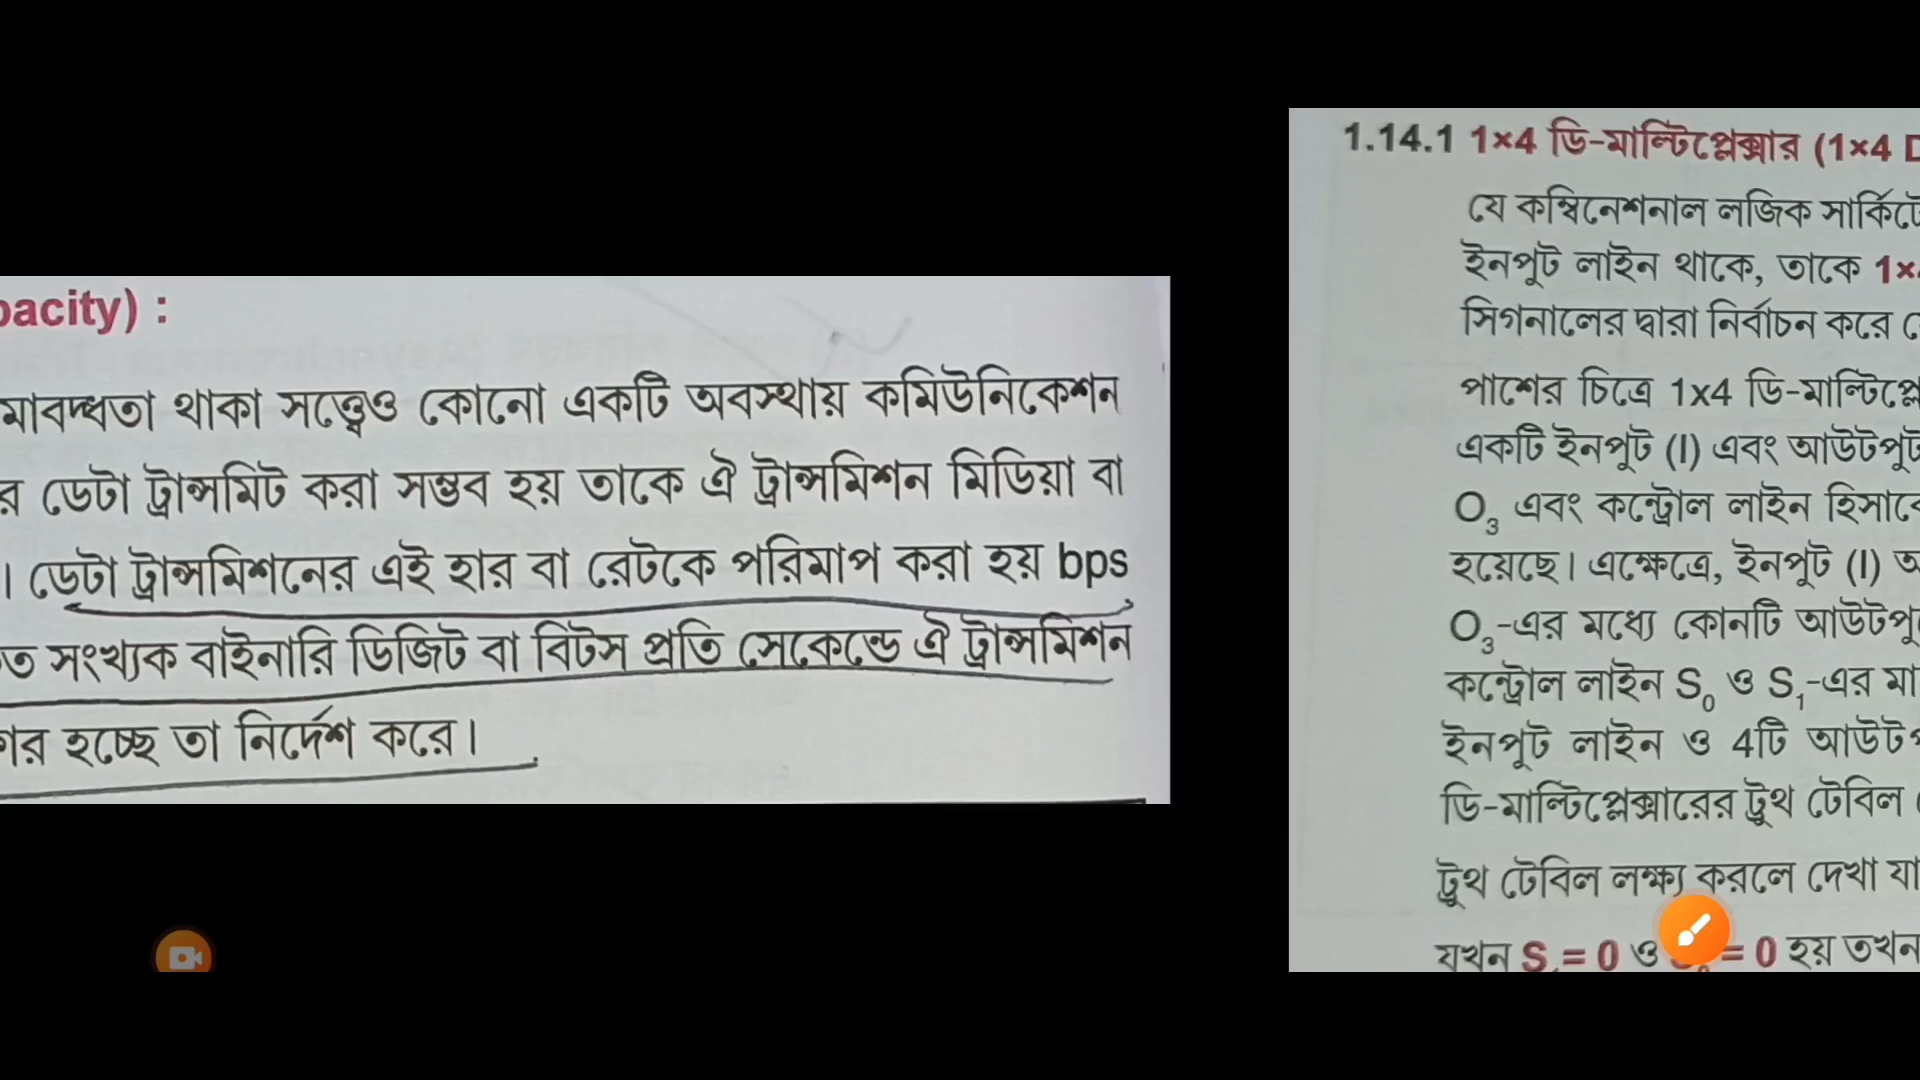 pacity) :
মাবদ্ধতা থাকা সত্ত্বেও কোনো একটি অবস্থায় কমিউনিকেশন
র ডেটা ট্রান্সমিট করা সম্ভব হয় তাকে ঐ ট্রান্সমিশন মিডিয়া বা
। ডেটা ট্রান্সমিশনের এই হার বা রেটকে পরিমাপ করা হয় bps,
ত সংখ্যক বাইনারি ডিজিট বা বিটস প্রতি সেকেন্ডে ঐ ট্রান্সমিশন
হচ্ছে তা নির্দেশ করে।
1.14.1 1×4 ডি-মাল্টিপ্লেক্সার (1×4
যে কম্বিনেশনাল লজিক
ইনপুট লাইন থাকে, তাকে 1×
সিগনালের দ্বারা নির্বাচন করে
পাশের চিত্রে 1x4
একটি ইনপুট (I) এবং আউটপুট
O₃ এবং কন্ট্রোল লাইন
হয়েছে। এক্ষেত্রে, ইনপুট (I)
O₃-এর মধ্যে কোনটি
কন্ট্রোল লাইন S₀ ও S₁-এর
ইনপুট লাইন ও 4টি
ডি-মাল্টিপ্লেক্সারের ট্রুথ টেবিল
ট্রুথ টেবিল লক্ষ্য করলে দেখা
যখন S = 0 ও = 0 হয় তখন